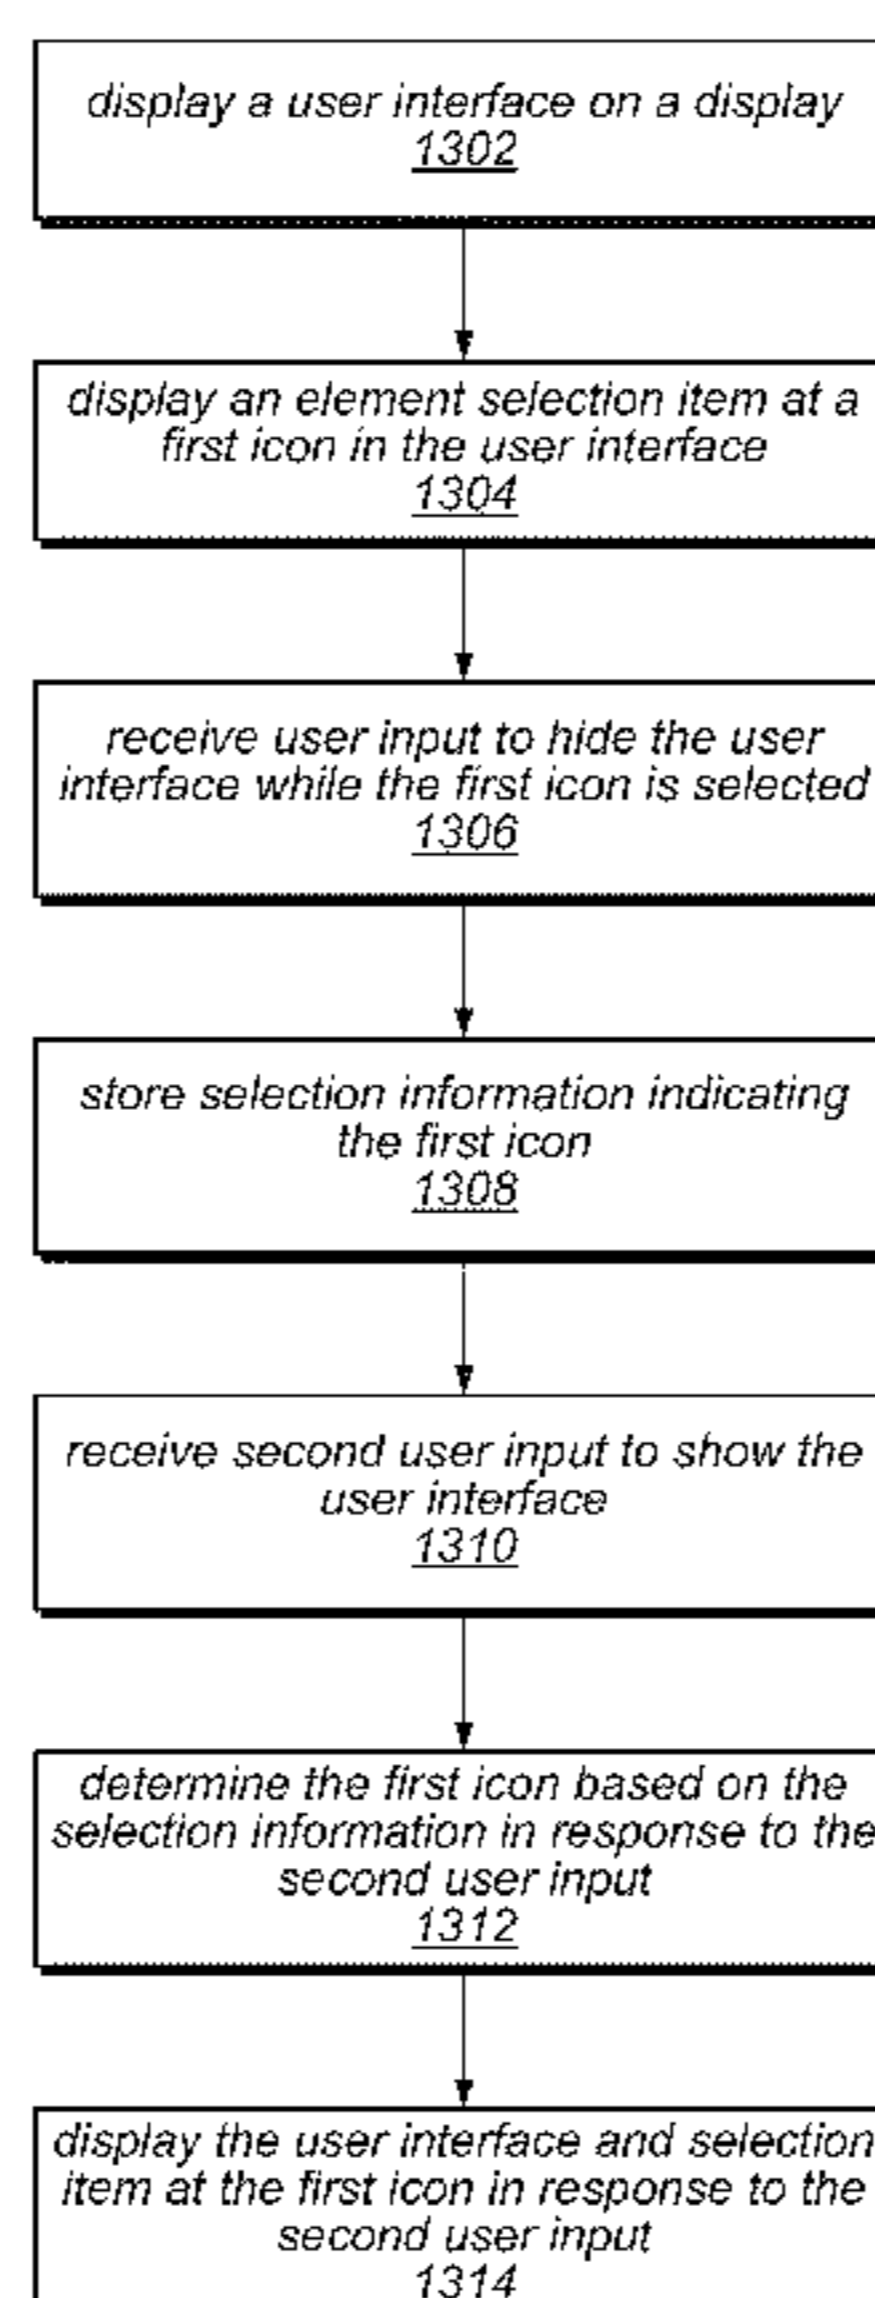 display a user interface on a display
1302
display an element selection item at a
first icon in the user interface
1304
receive user input to hide the user
interface while the first icon is selected
1306
store selection information indicating
the first icon
1308
receive second user input to show the
user interface
1310
determine the first icon based on the
selection information in response to the
second user input
1312
display the user interface and selection
item at the first icon in response to the
second user input
1314